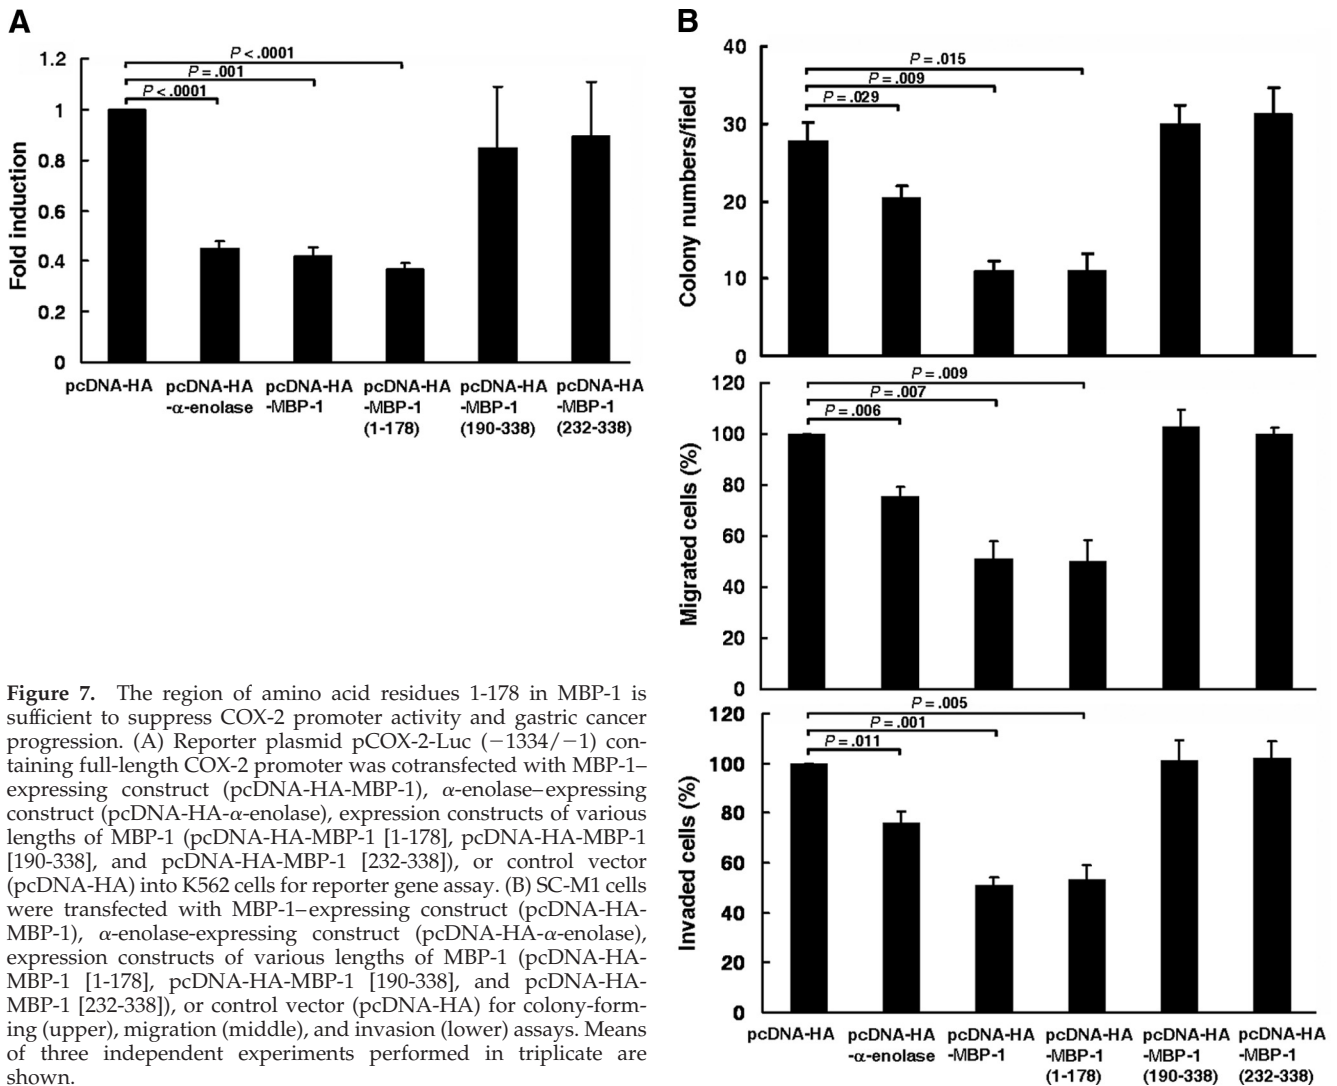 A
P < .0001
P = .001
P < .0001
1.2
1
0.8
0.6
0.4
0.2
0
Fold induction
pcDNA-HA
pcDNA-HA
-α-enolase
pcDNA-HA
-MBP-1
pcDNA-HA
-MBP-1
(1-178)
pcDNA-HA
-MBP-1
(190-338)
pcDNA-HA
-MBP-1
(232-338)
Figure 7. The region of amino acid residues 1-178 in MBP-1 is
sufficient to suppress COX-2 promoter activity and gastric cancer
progression. (A) Reporter plasmid pCOX-2-Luc (−1334/−1) con-
taining full-length COX-2 promoter was cotransfected with MBP-1–
expressing construct (pcDNA-HA-MBP-1), α-enolase–expressing
construct (pcDNA-HA-α-enolase), expression constructs of various
lengths of MBP-1 (pcDNA-HA-MBP-1 [1-178], pcDNA-HA-MBP-1
[190-338], and pcDNA-HA-MBP-1 [232-338]), or control vector
(pcDNA-HA) into K562 cells for reporter gene assay. (B) SC-M1 cells
were transfected with MBP-1–expressing construct (pcDNA-HA-
MBP-1), α-enolase-expressing construct (pcDNA-HA-α-enolase),
expression constructs of various lengths of MBP-1 (pcDNA-HA-
MBP-1 [1-178], pcDNA-HA-MBP-1 [190-338], and pcDNA-HA-
MBP-1 [232-338]), or control vector (pcDNA-HA) for colony-form-
ing (upper), migration (middle), and invasion (lower) assays. Means
of three independent experiments performed in triplicate are
shown.
B
P = .015
P = .009
P = .029
40
30
20
10
0
Colony numbers/field
P = .009
P = .007
P = .006
120
100
80
60
40
20
0
Migrated cells (%)
P = .005
P = .001
P = .011
120
100
80
60
40
20
0
Invaded cells (%)
pcDNA-HA
pcDNA-HA
-α-enolase
pcDNA-HA
-MBP-1
pcDNA-HA
-MBP-1
(1-178)
pcDNA-HA
-MBP-1
(190-338)
pcDNA-HA
-MBP-1
(232-338)